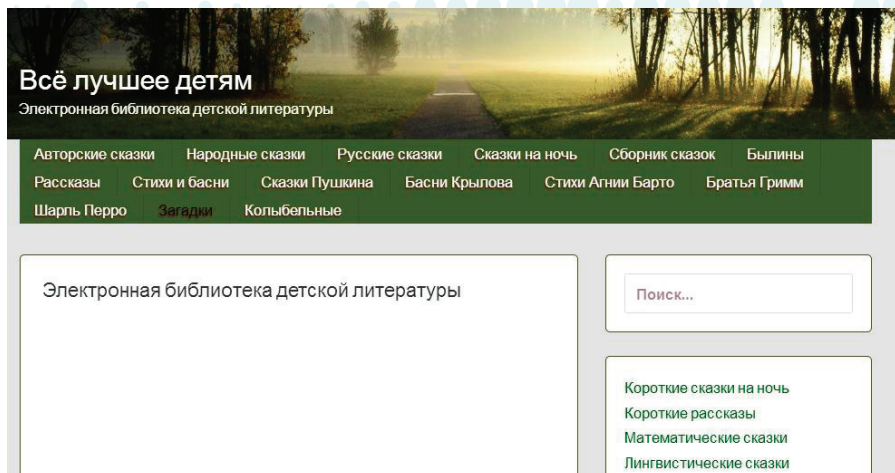 Всё лучшее детям
Электронная библиотека детской литературы
Авторские сказки Народные сказки Русские сказки Сказки на ночь Сборник сказок Былины
Рассказы Стихи и басни Сказки Пушкина Басни Крылова Стихи Агнии Барто Братья Гримм
Шарль Перро Загадки Колыбельные
Электронная библиотека детской литературы
Поиск...
Короткие сказки на ночь
Короткие рассказы
Математические сказки
Лингвистические сказки